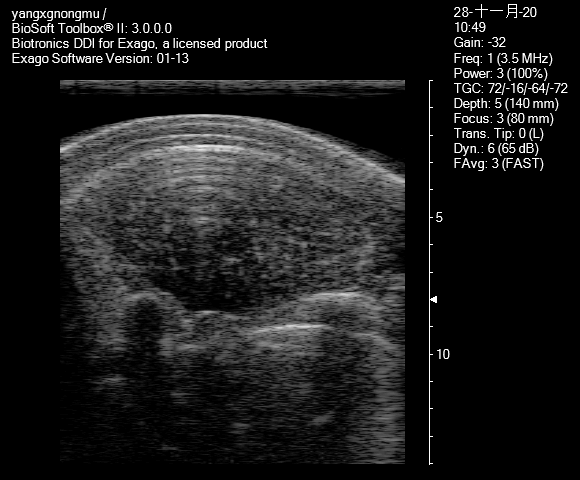 yangxgnongmu /
BioSoft Toolbox® II: 3.0.0.0
Biotronics DDI for Exago, a licensed product
Exago Software Version: 01-13
28-十一月-20
10:49
Gain: -32
Freq: 1 (3.5 MHz)
Power: 3 (100%)
TGC: 72/-16/-64/-72
Depth: 5 (140 mm)
Focus: 3 (80 mm)
Trans. Tip: 0 (L)
Dyn.: 6 (65 dB)
FAvg: 3 (FAST)
5
10